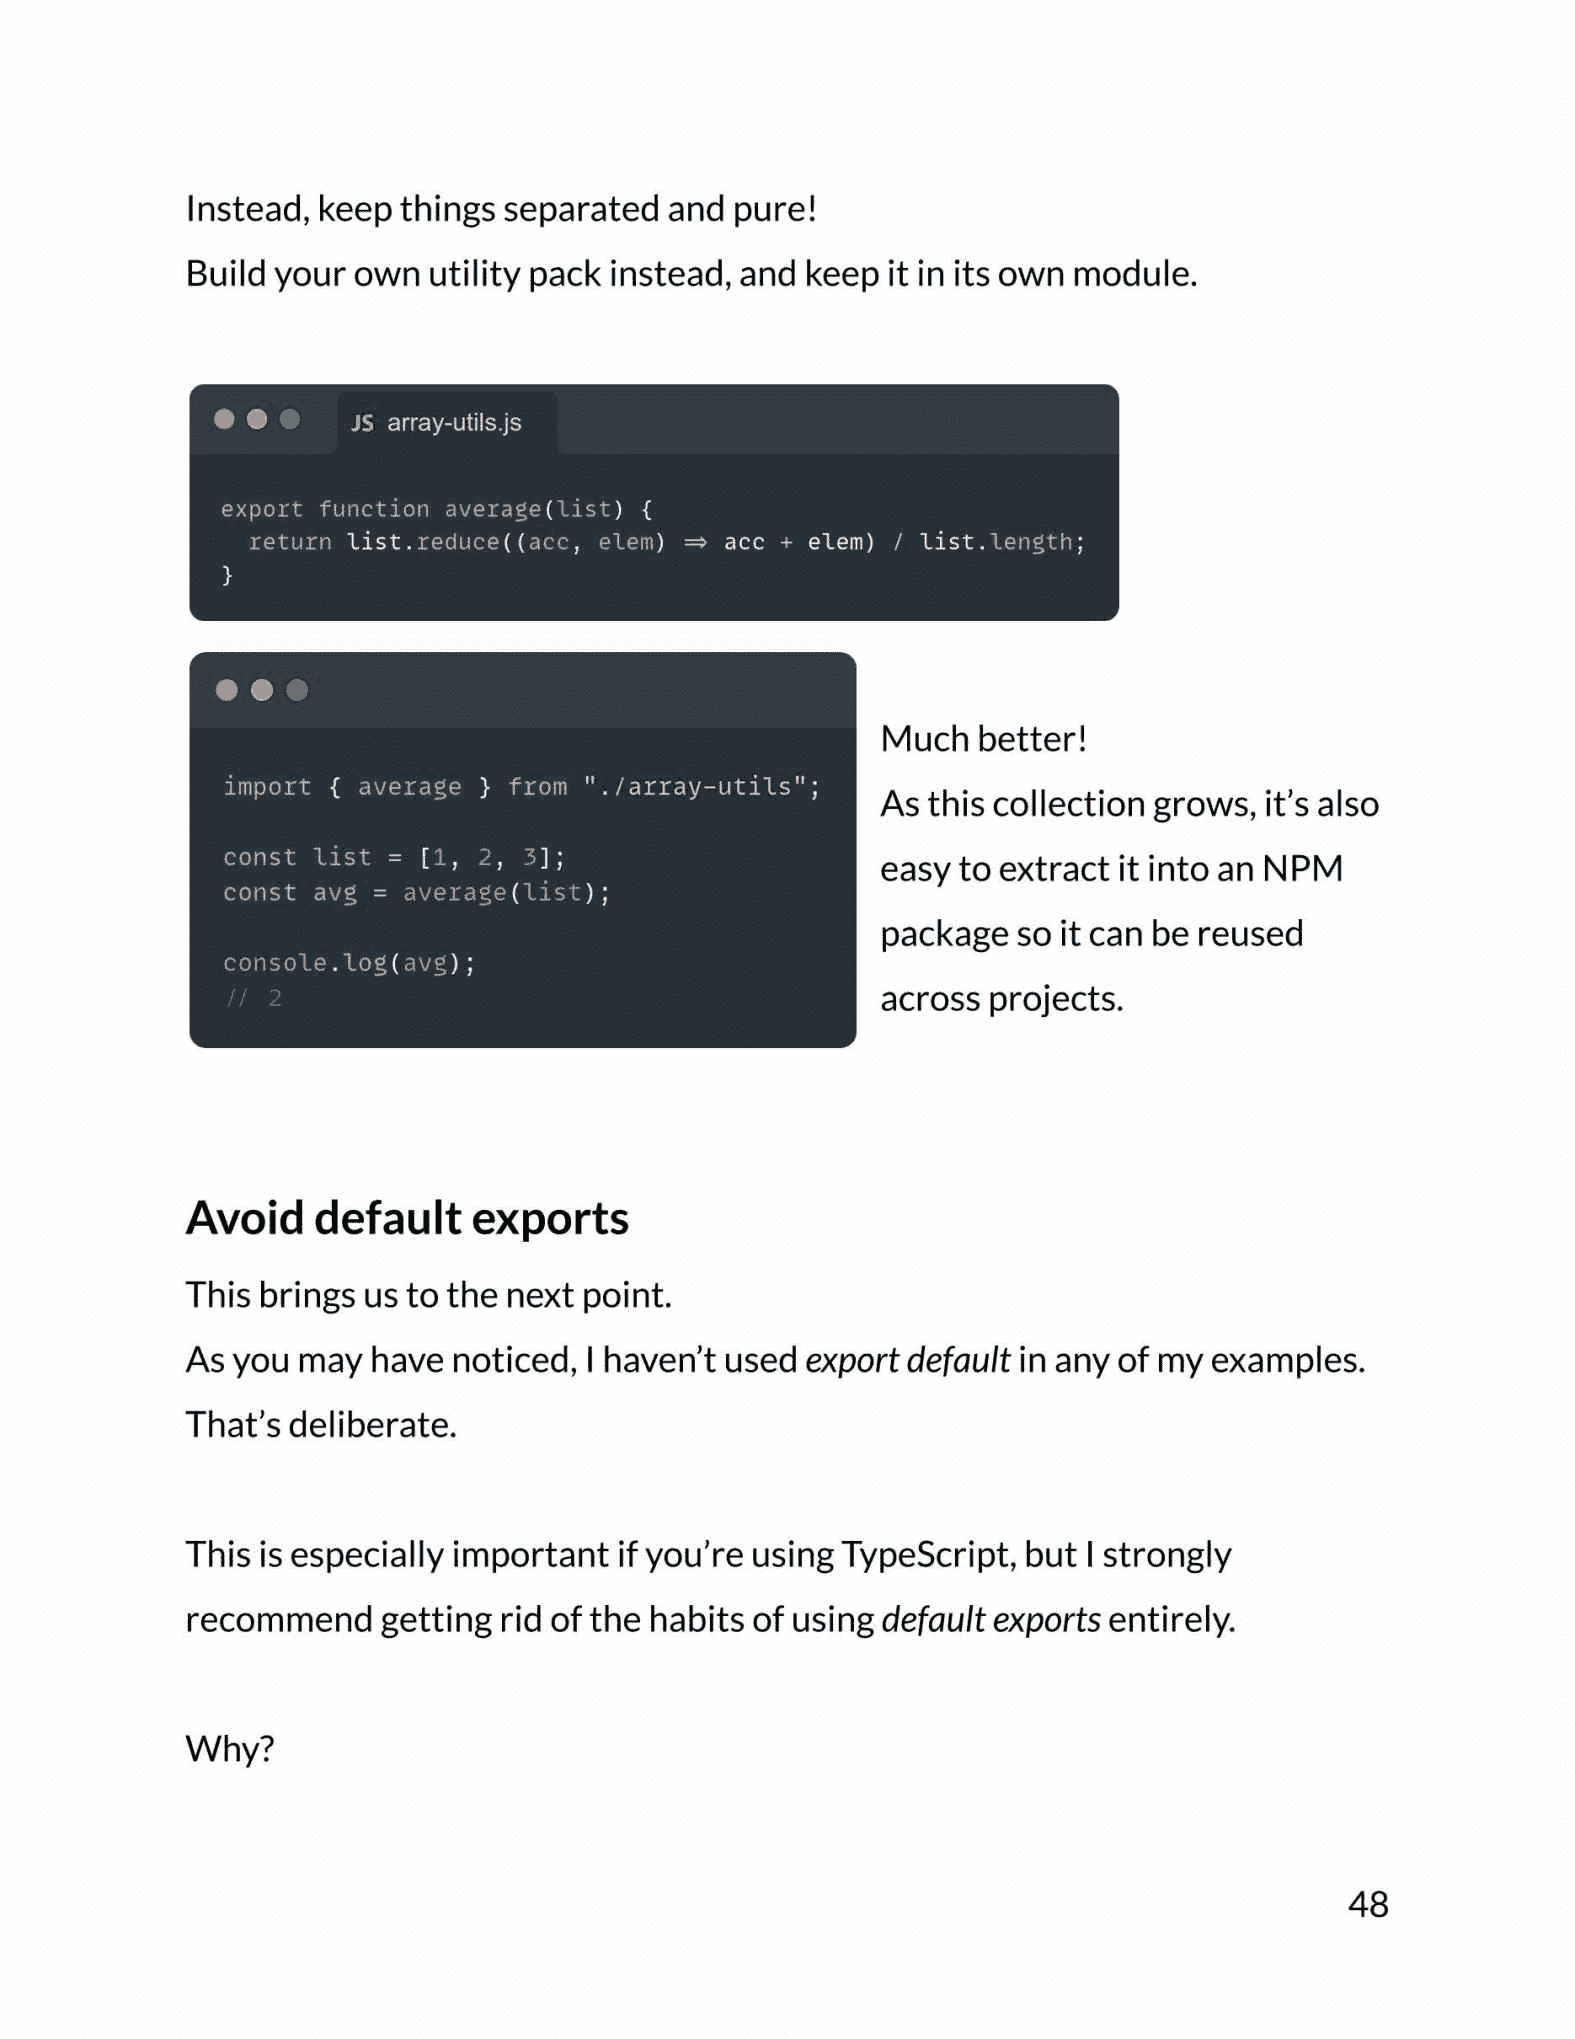 Instead, keep things separated and pure!
Build your own utility pack instead, and keep it in its own module.
JS array-utils.js
export function average(list) {
  return list.reduce((acc, elem) => acc + elem) / list.length;
}
import { average } from "./array-utils";
const list = [1, 2, 3];
const avg = average(list);
console.log(avg);
// 2
Much better!
As this collection grows, it’s also
easy to extract it into an NPM
package so it can be reused
across projects.
Avoid default exports
This brings us to the next point.
As you may have noticed, I haven’t used export default in any of my examples.
That’s deliberate.
This is especially important if you’re using TypeScript, but I strongly
recommend getting rid of the habits of using default exports entirely.
Why?
48